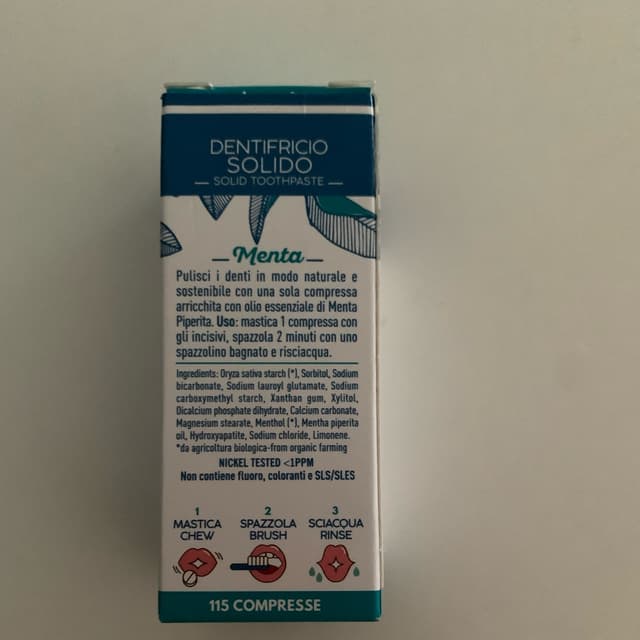 DENTIFRICIO
SOLIDO
SOLID TOOTHPASTE
Menta
Pulisci i denti in modo naturale e
sostenibile con una sola compressa
arricchita con olio essenziale di Menta
Piperita. Uso: mastica 1 compressa con
gli incisivi, spazzola 2 minuti con uno
spazzolino bagnato e risciacqua.
Ingredients: Oryza sativa starch (*), Sorbitol, Sodium
bicarbonate, Sodium lauroyl glutamate, Sodium
carboxymethyl starch, Xanthan gum, Xylitol,
Dicalcium phosphate dihydrate, Calcium carbonate,
Magnesium stearate, Menthol (*), Mentha piperita
oil, Hydroxyapatite, Sodium chloride, Limonene.
*da agricoltura biologica-from organic farming
NICKEL TESTED <1PPM
Non contiene fluoro, coloranti e SLS/SLES
1 2 3
MASTICA SPAZZOLA SCIACQUA
CHEW BRUSH RINSE
115 COMPRESSE